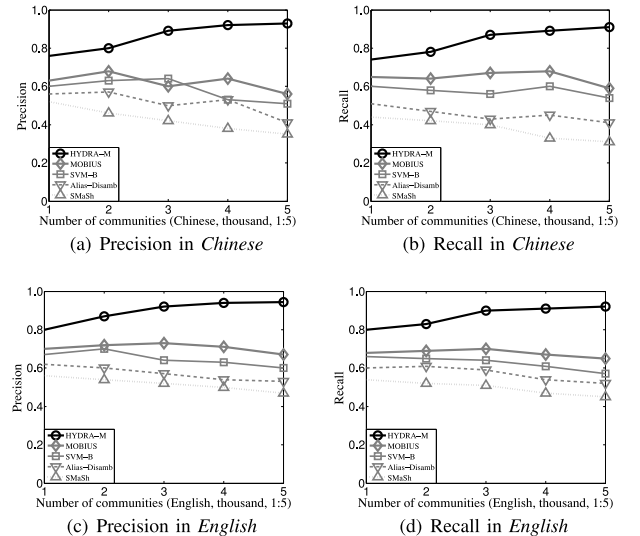 1.0
0.8
0.6
0.4
0.2
0
Precision
HYDRA−M
MOBIUS
SVM−B
Alias−Disamb
SMaSh
1 2 3 4 5
Number of communities (Chinese, thousand, 1:5)
(a) Precision in Chinese
1.0
0.8
0.6
0.4
0.2
0
Recall
HYDRA−M
MOBIUS
SVM−B
Alias−Disamb
SMaSh
1 2 3 4 5
Number of communities (Chinese, thousand, 1:5)
(b) Recall in Chinese
1.0
0.8
0.6
0.4
0.2
0
Precision
HYDRA−M
MOBIUS
SVM−B
Alias−Disamb
SMaSh
1 2 3 4 5
Number of communities (English, thousand, 1:5)
(c) Precision in English
1.0
0.8
0.6
0.4
0.2
0
Recall
HYDRA−M
MOBIUS
SVM−B
Alias−Disamb
SMaSh
1 2 3 4 5
Number of communities (English, thousand, 1:5)
(d) Recall in English